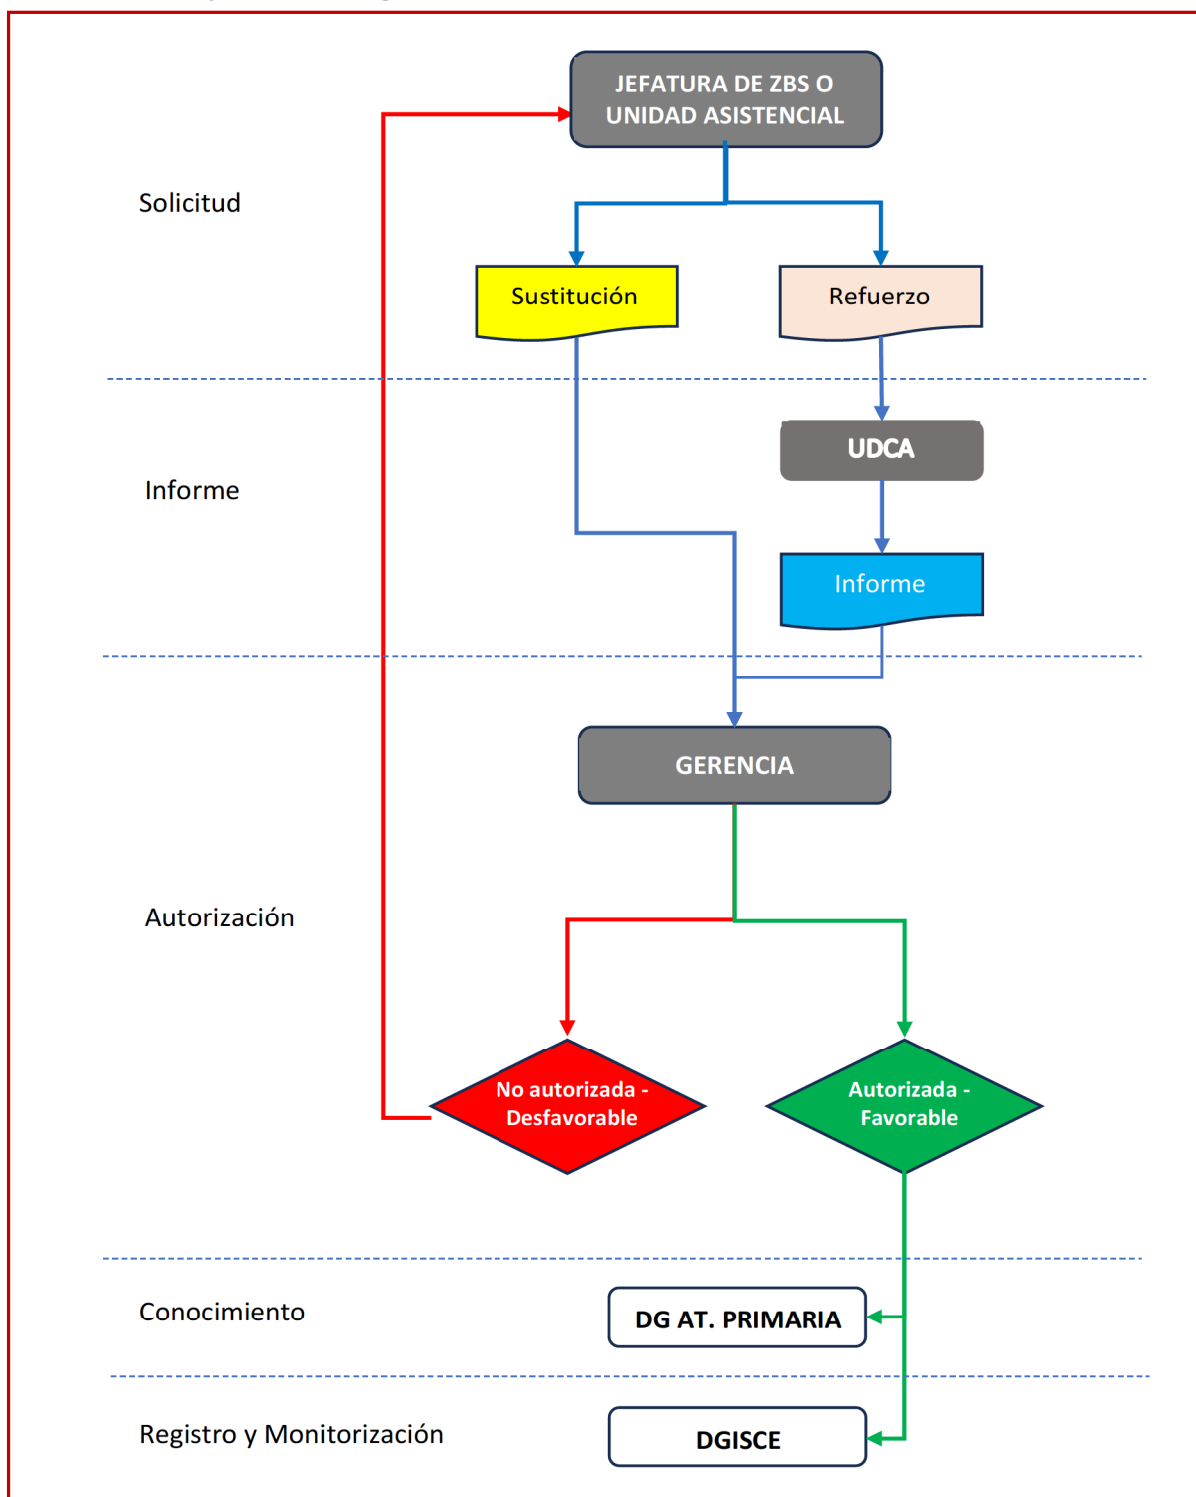 JEFATURA DE ZBS O
UNIDAD ASISTENCIAL
Solicitud
Sustitución
Refuerzo
UDCA
Informe
Informe
GERENCIA
Autorización
No autorizada -
Desfavorable
Autorizada -
Favorable
Conocimiento
DG AT. PRIMARIA
Registro y Monitorización
DGISCE